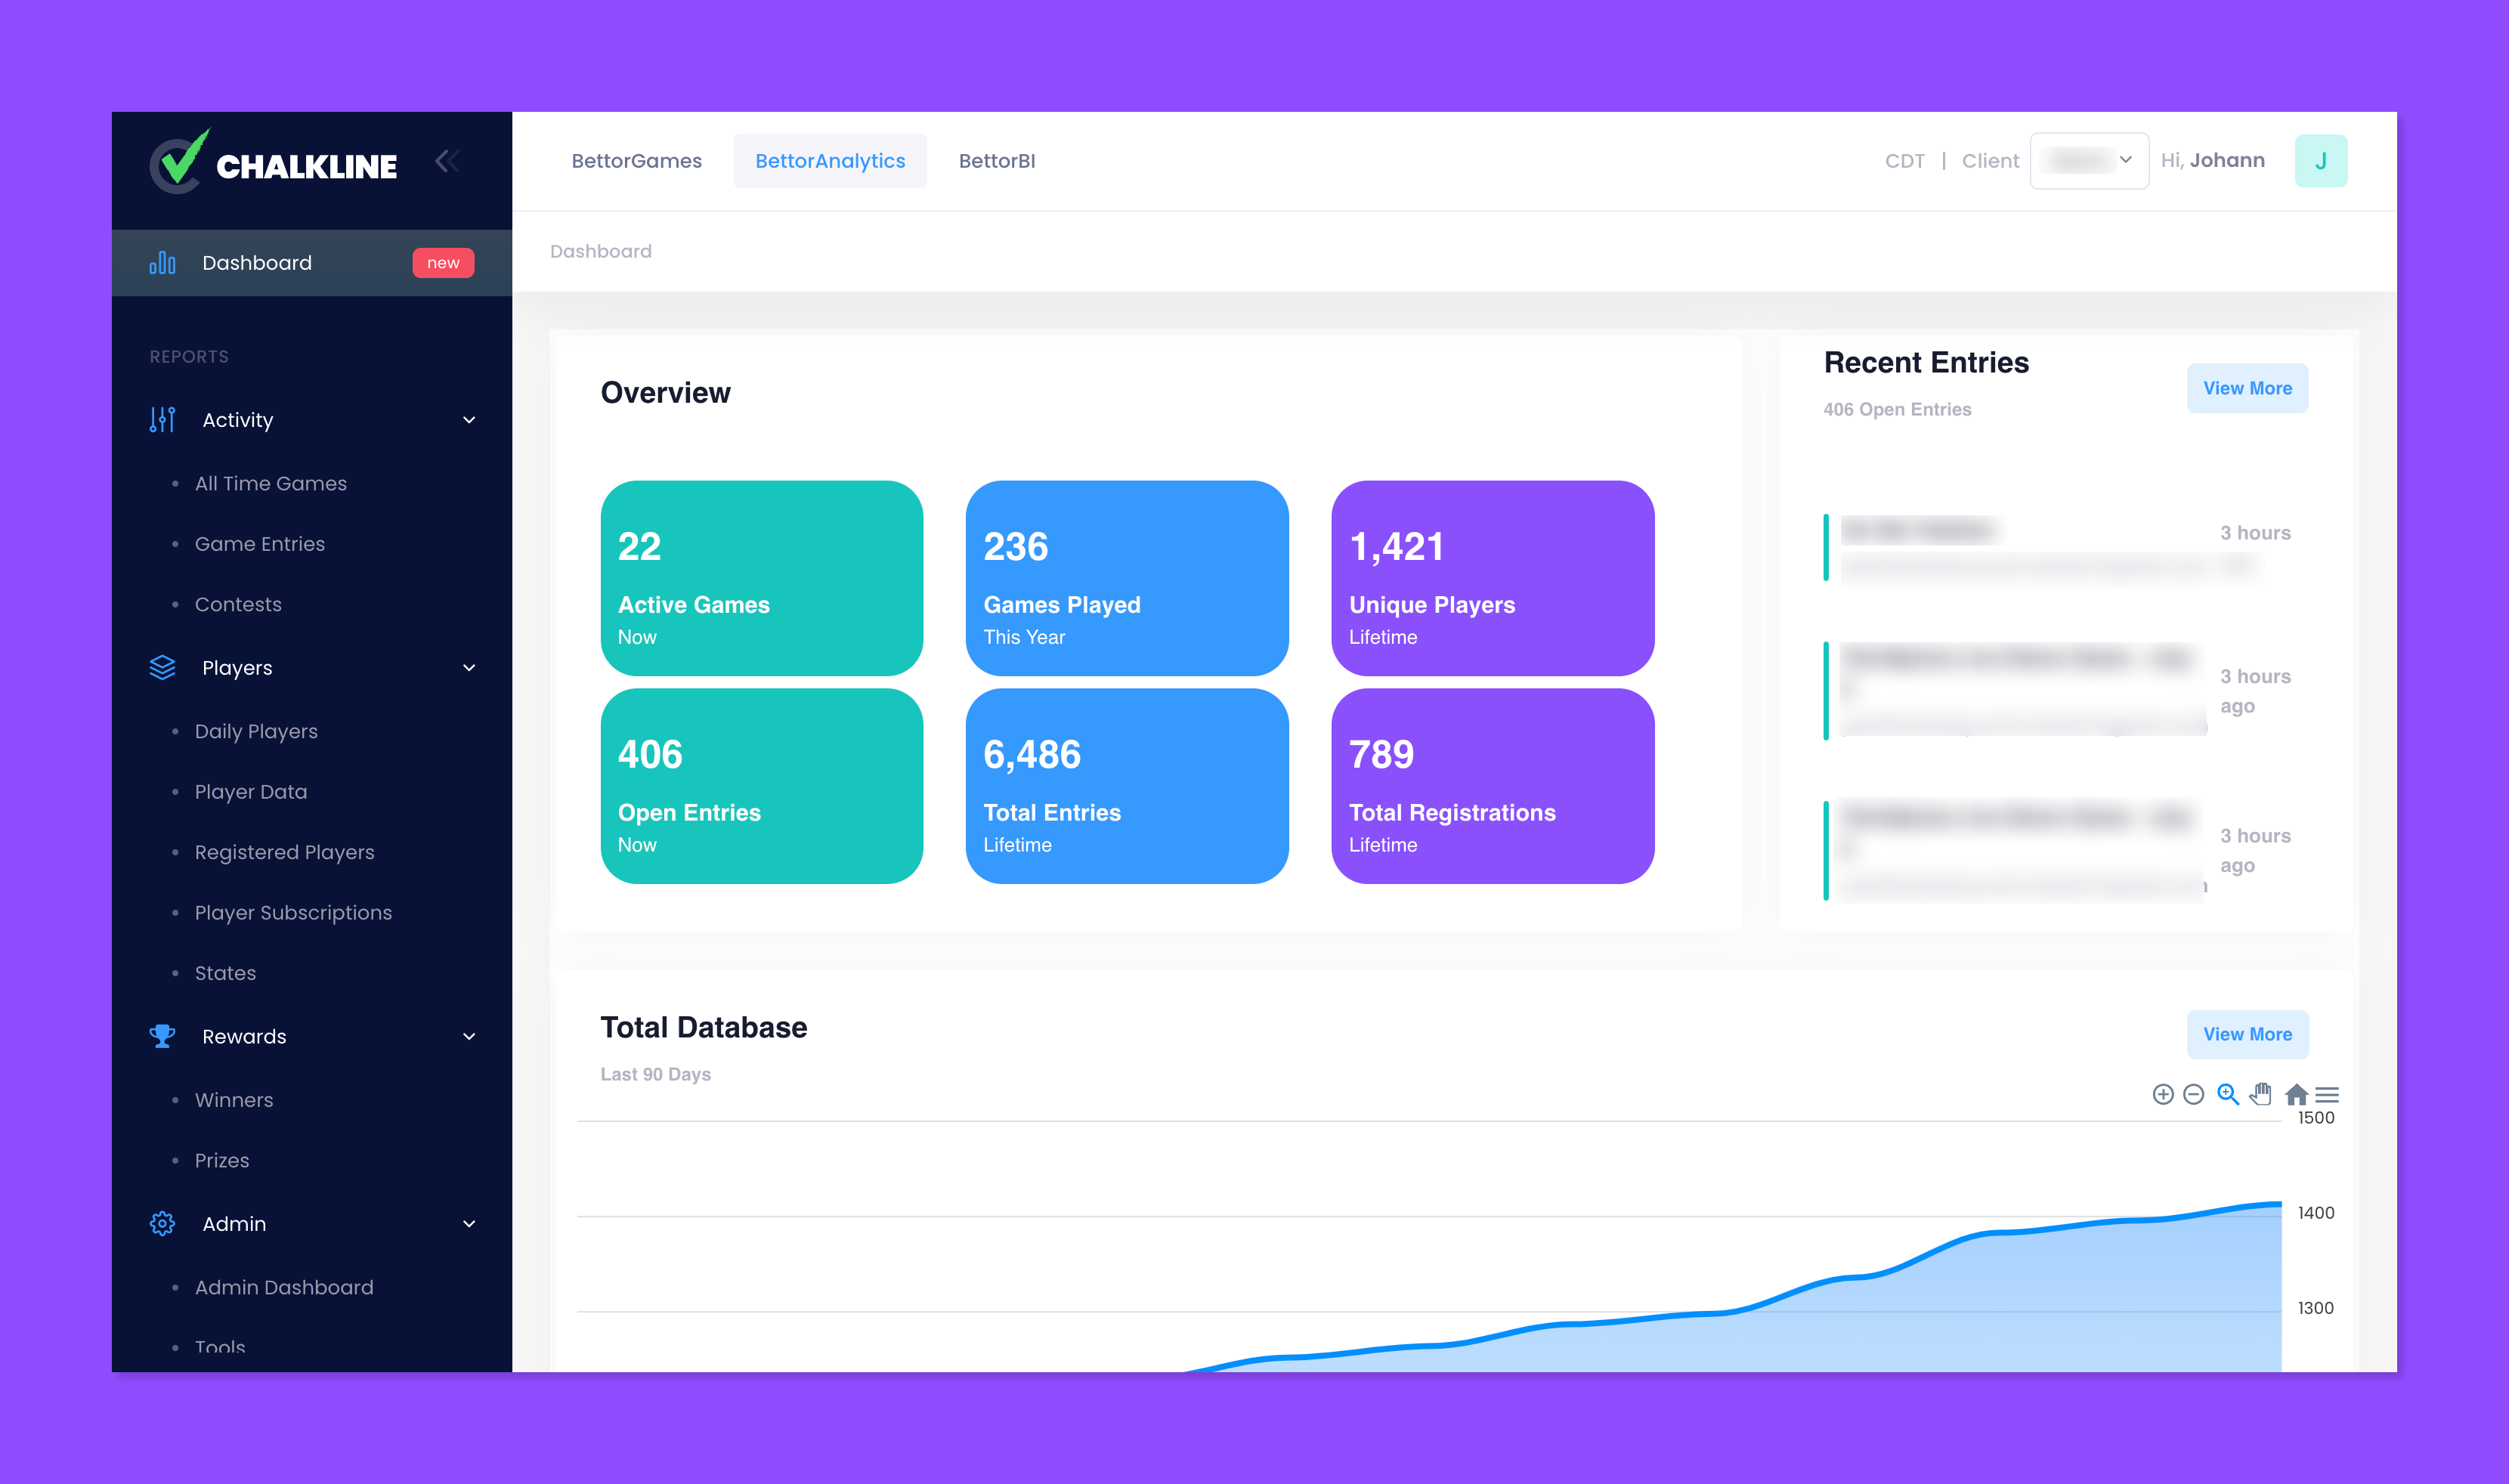 CHALKLINE
BettorGames
BettorAnalytics
BettorBI
CDT | Client
Hi, Johann
J
Dashboard
new
Dashboard
REPORTS
Activity
All Time Games
Game Entries
Contests
Players
Daily Players
Player Data
Registered Players
Player Subscriptions
States
Rewards
Winners
Prizes
Admin
Admin Dashboard
Tools
Overview
22
Active Games
Now
236
Games Played
This Year
1,421
Unique Players
Lifetime
406
Open Entries
Now
6,486
Total Entries
Lifetime
789
Total Registrations
Lifetime
Recent Entries
View More
406 Open Entries
3 hours
3 hours
ago
3 hours
ago
Total Database
View More
Last 90 Days
1500
1400
1300